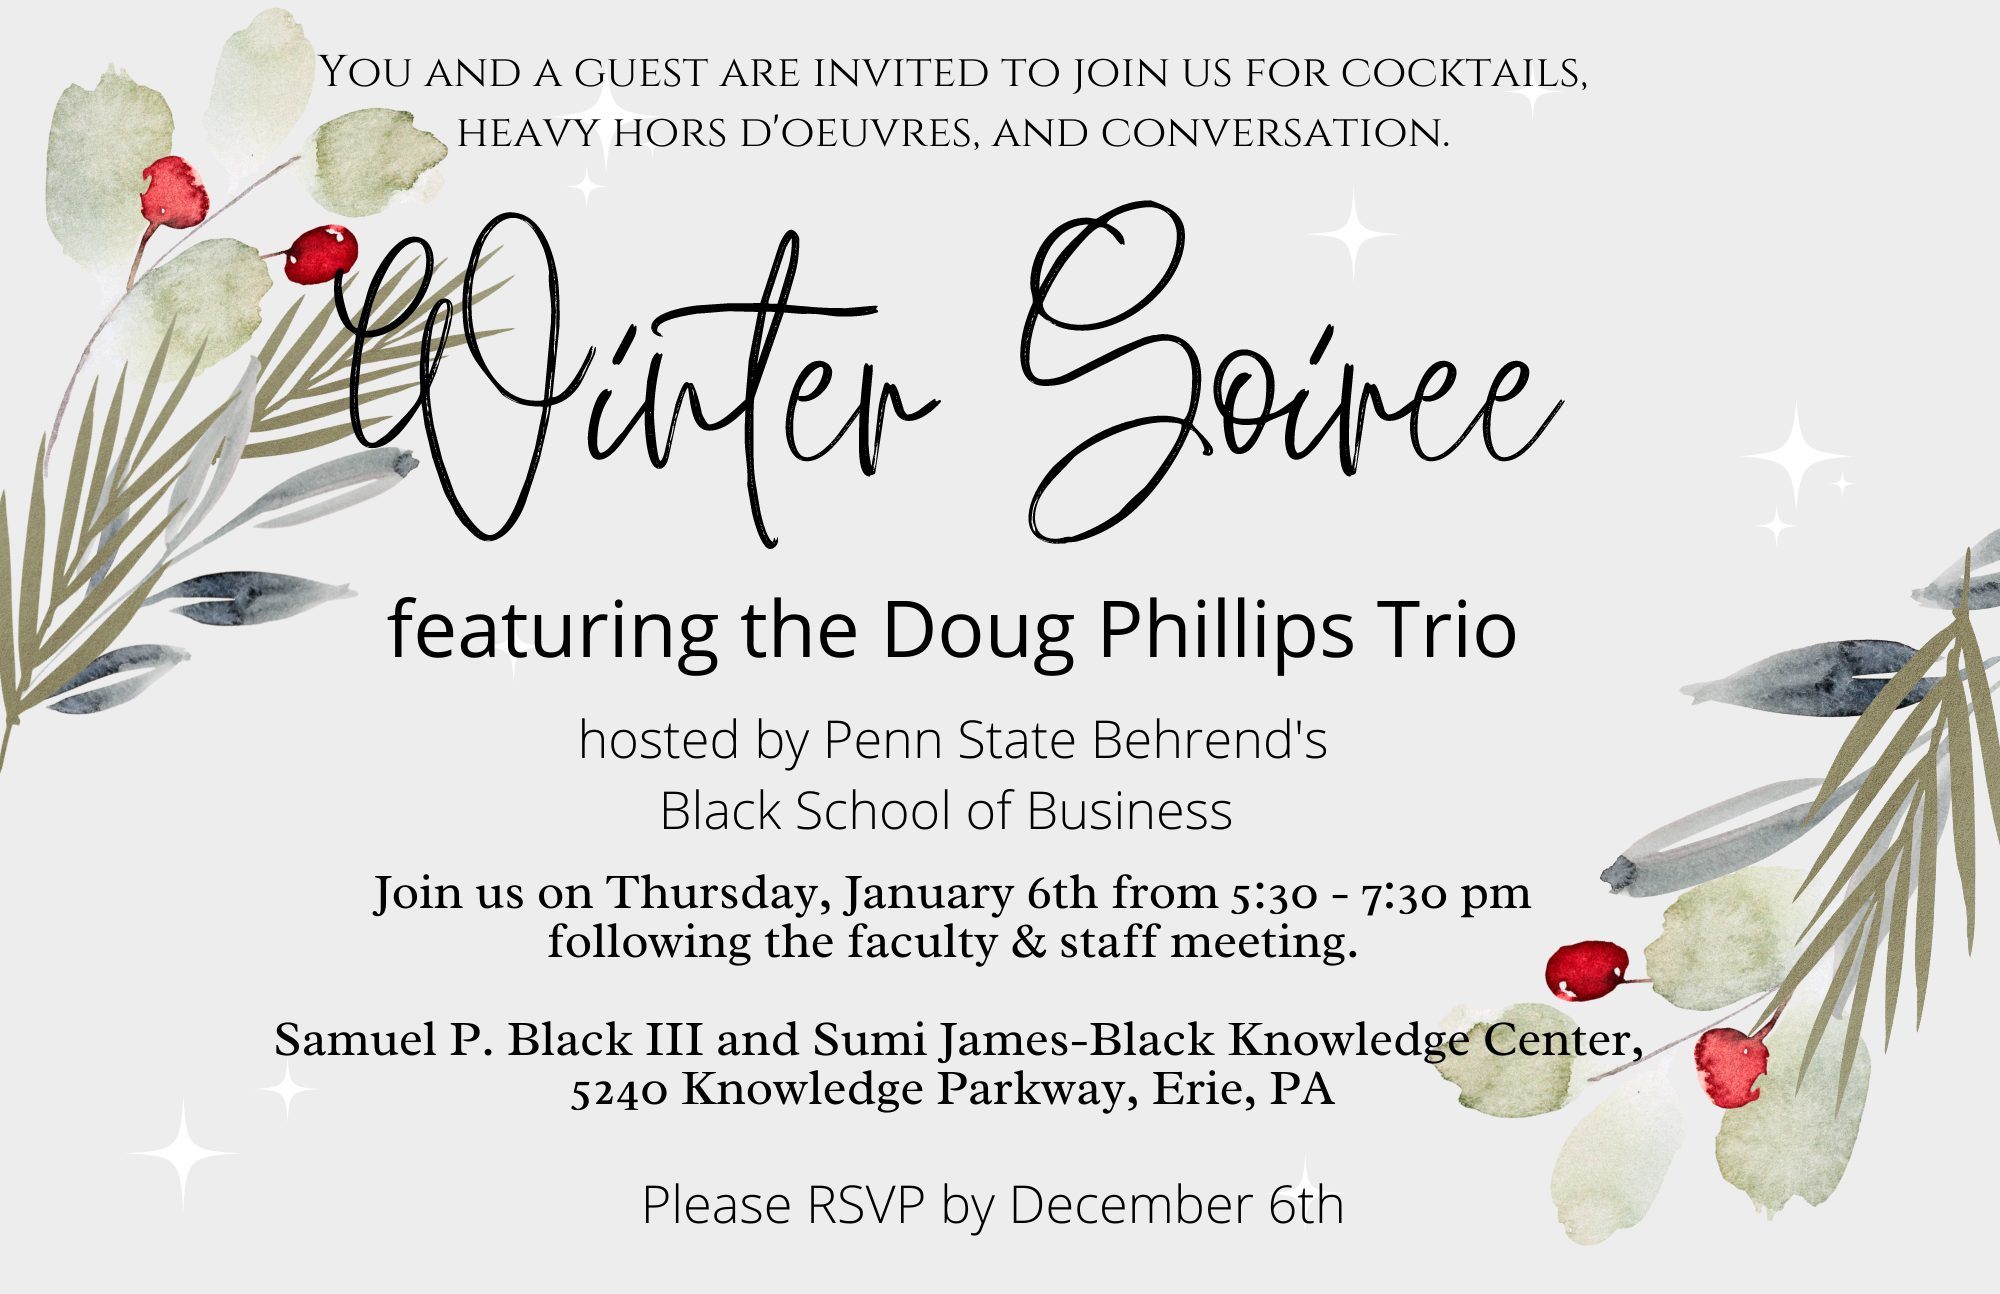 You and a guest are invited to join us for cocktails,
heavy hors d'oeuvres, and conversation.
Winter Soiree
featuring the Doug Phillips Trio
hosted by Penn State Behrend's
Black School of Business
Join us on Thursday, January 6th from 5:30 - 7:30 pm
following the faculty & staff meeting.
Samuel P. Black III and Sumi James-Black Knowledge Center,
5240 Knowledge Parkway, Erie, PA
Please RSVP by December 6th